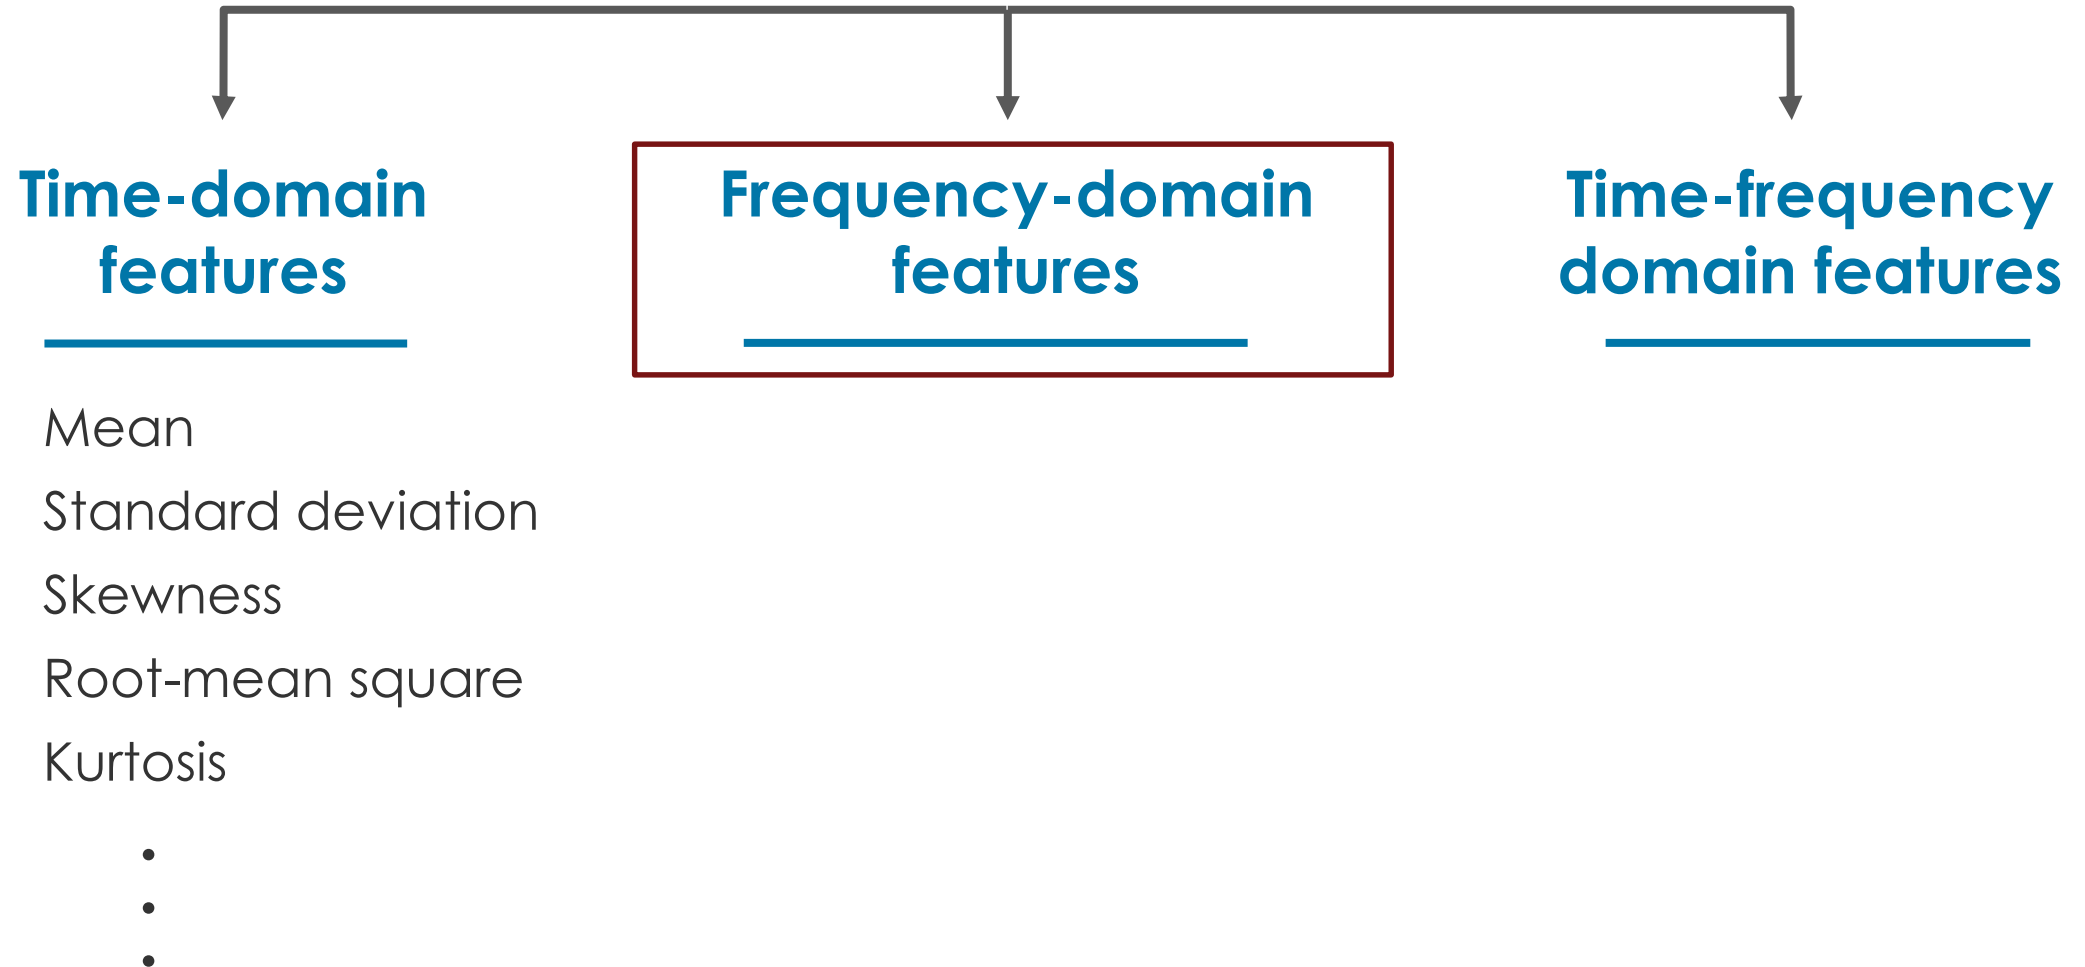 Time-domain
features
Frequency-domain
features
Time-frequency
domain features
Mean
Standard deviation
Skewness
Root-mean square
Kurtosis
•
•
•